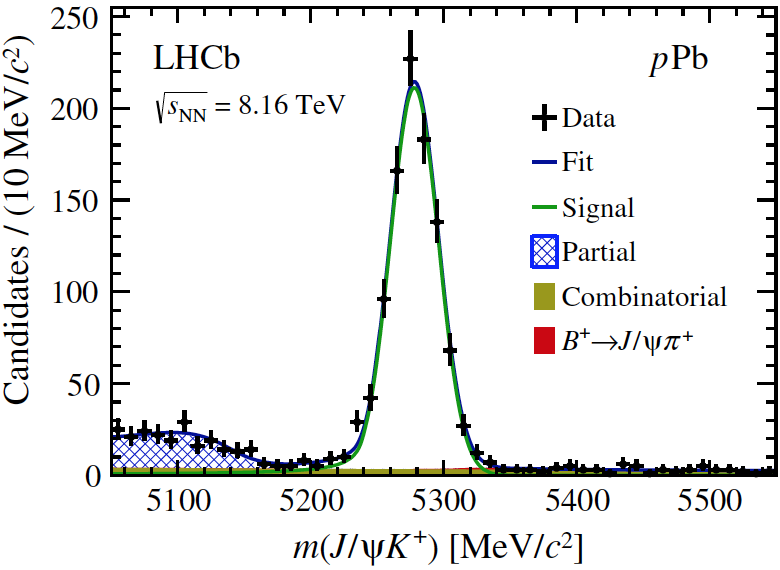 LHCb
pPb
√sNN = 8.16 TeV
Data
Fit
Signal
Partial
Combinatorial
B⁺→J/ψπ⁺
Candidates / (10 MeV/c²)
250
200
150
100
50
0
5100 5200 5300 5400 5500
m(J/ψK⁺) [MeV/c²]